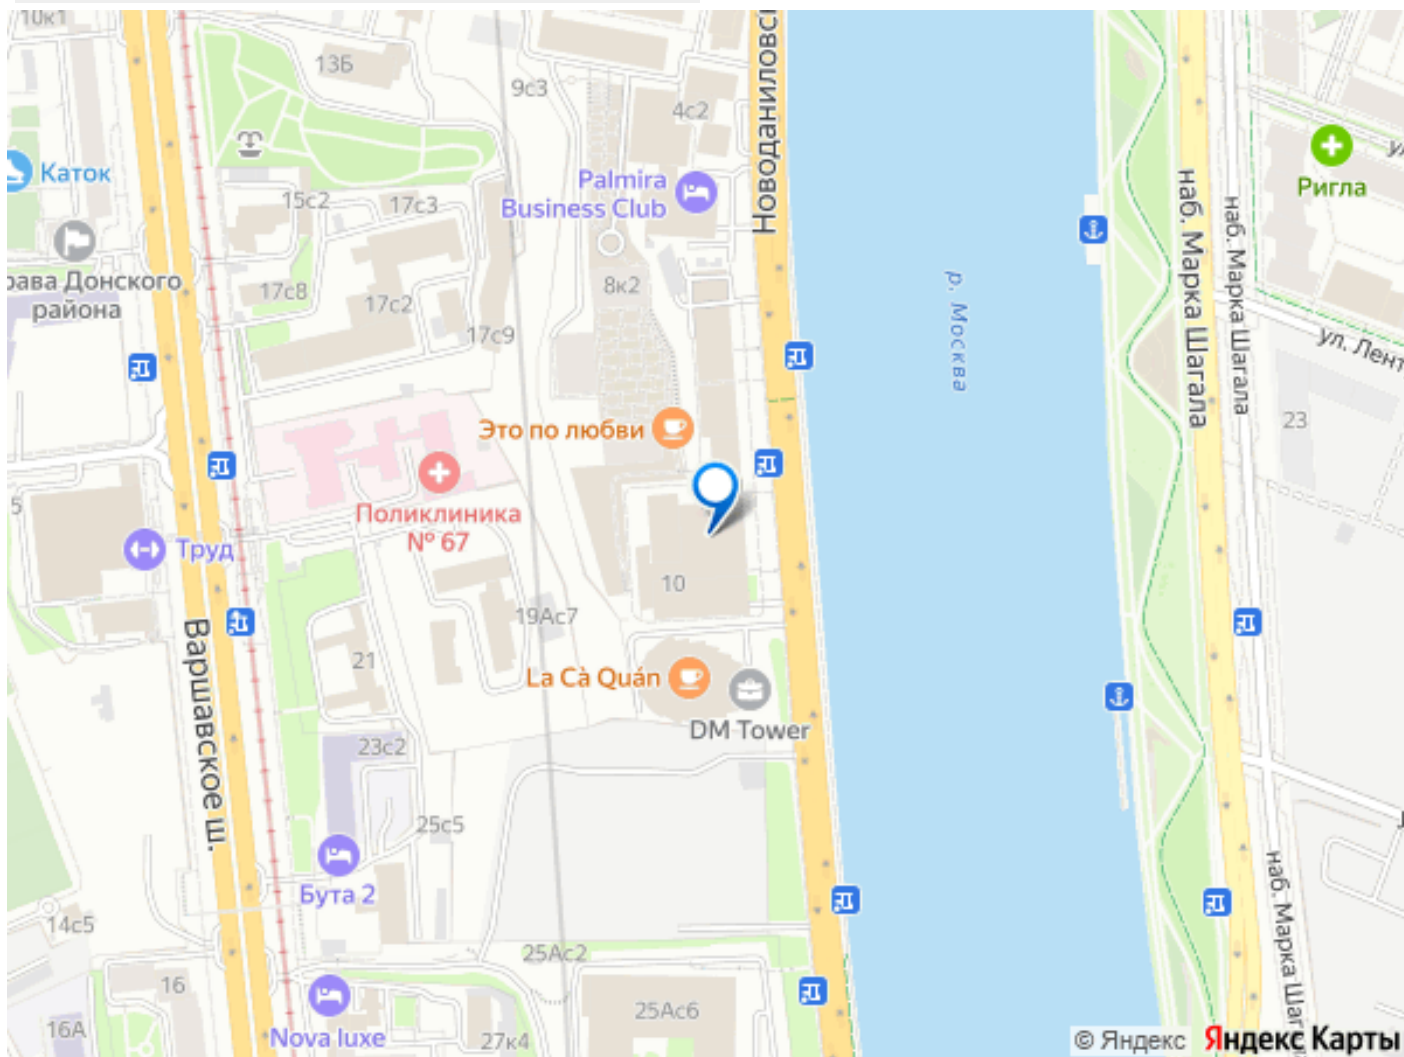 10к1
13Б
9с3
4с2
Новоданиловск
Каток
Palmira
Business Club
15с2
17с3
Ригла
наб. Марка Шагала
наб. Марка Шагала
рава Донского
района
17с8
17с2
8к2
17с9
р. Москва
ул. Лент
23
Это по любви
5
Поликлиника
№ 67
Труд
10
19Ас7
Варшавское ш.
21
La Cà Quán
DM Tower
23с2
25с5
Бута 2
14с5
25Ас2
наб. Марка Шага
16
16А
25Ас6
Nova luxe
27к4
© Яндекс Яндекс Карты